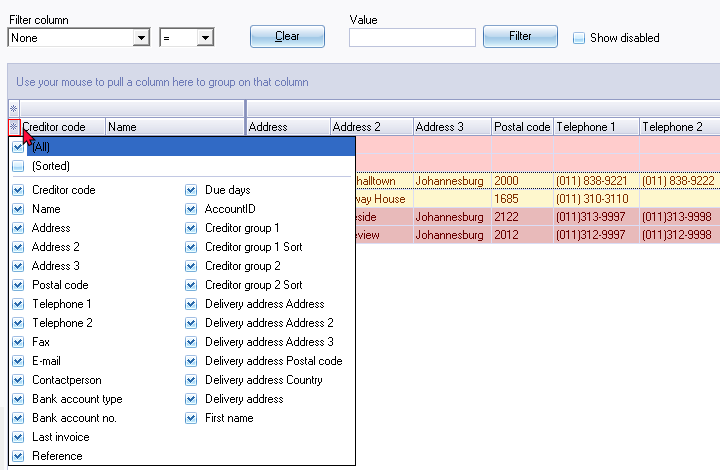 Filter column
Value
None
=
Clear
Filter
Show disabled
Use your mouse to pull a column here to group on that column
Creditor code Name Address Address 2 Address 3 Postal code Telephone 1 Telephone 2
(All)
(Sorted)
halltown Johannesburg 2000 (011) 838-9221 (011) 838-9222
way House 1685 (011) 310-3110
eside Johannesburg 2122 (011)313-9997 (011)313-9998
eview Johannesburg 2012 (011)312-9997 (011)312-9998
Creditor code
Name
Address
Address 2
Address 3
Postal code
Telephone 1
Telephone 2
Fax
E-mail
Contactperson
Bank account type
Bank account no.
Last invoice
Reference
Due days
AccountID
Creditor group 1
Creditor group 1 Sort
Creditor group 2
Creditor group 2 Sort
Delivery address Address
Delivery address Address 2
Delivery address Address 3
Delivery address Postal code
Delivery address Country
Delivery address
First name